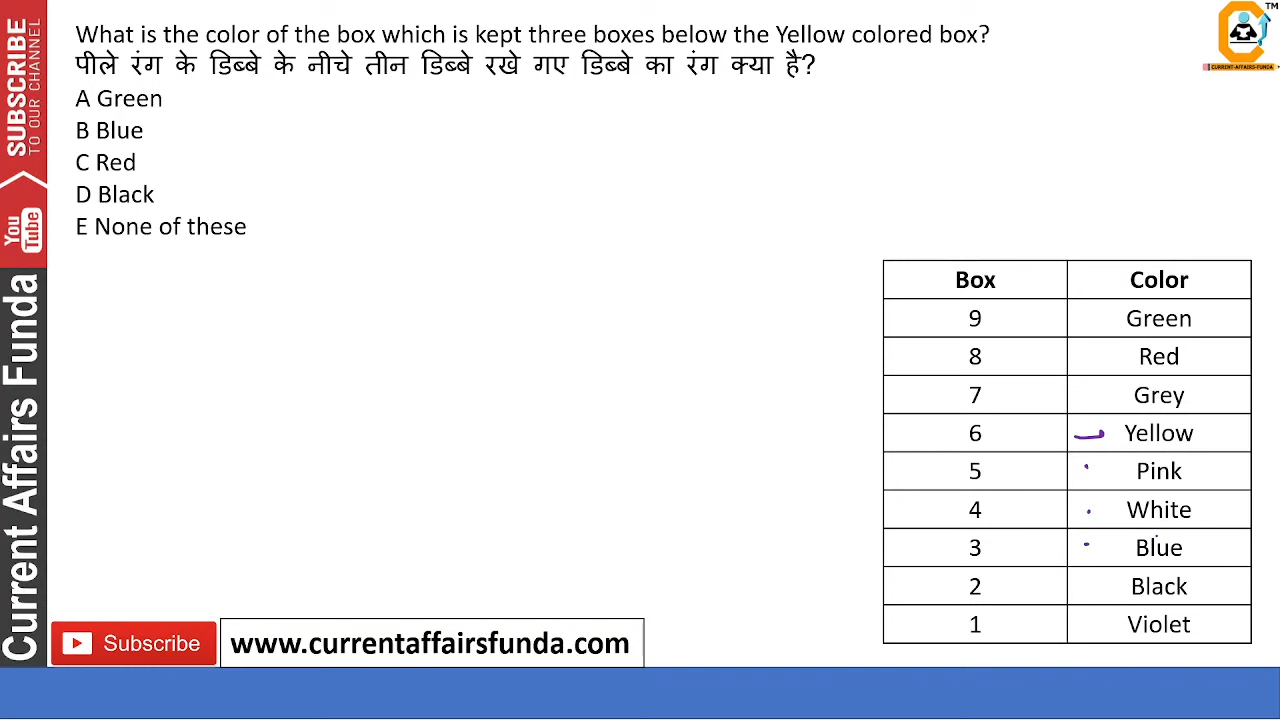 What is the color of the box which is kept three boxes below the Yellow colored box?
पीले रंग के डिब्बे के नीचे तीन डिब्बे रखे गए डिब्बे का रंग क्या है?
A Green
B Blue
C Red
D Black
E None of these
Box Color
9 Green
8 Red
7 Grey
6 Yellow
5 Pink
4 White
3 Blue
2 Black
1 Violet
SUBSCRIBE
TO OUR CHANNEL
You
Tube
Current Affairs Funda
Subscribe
www.currentaffairsfunda.com
TM
CURRENT-AFFAIRS-FUNDA